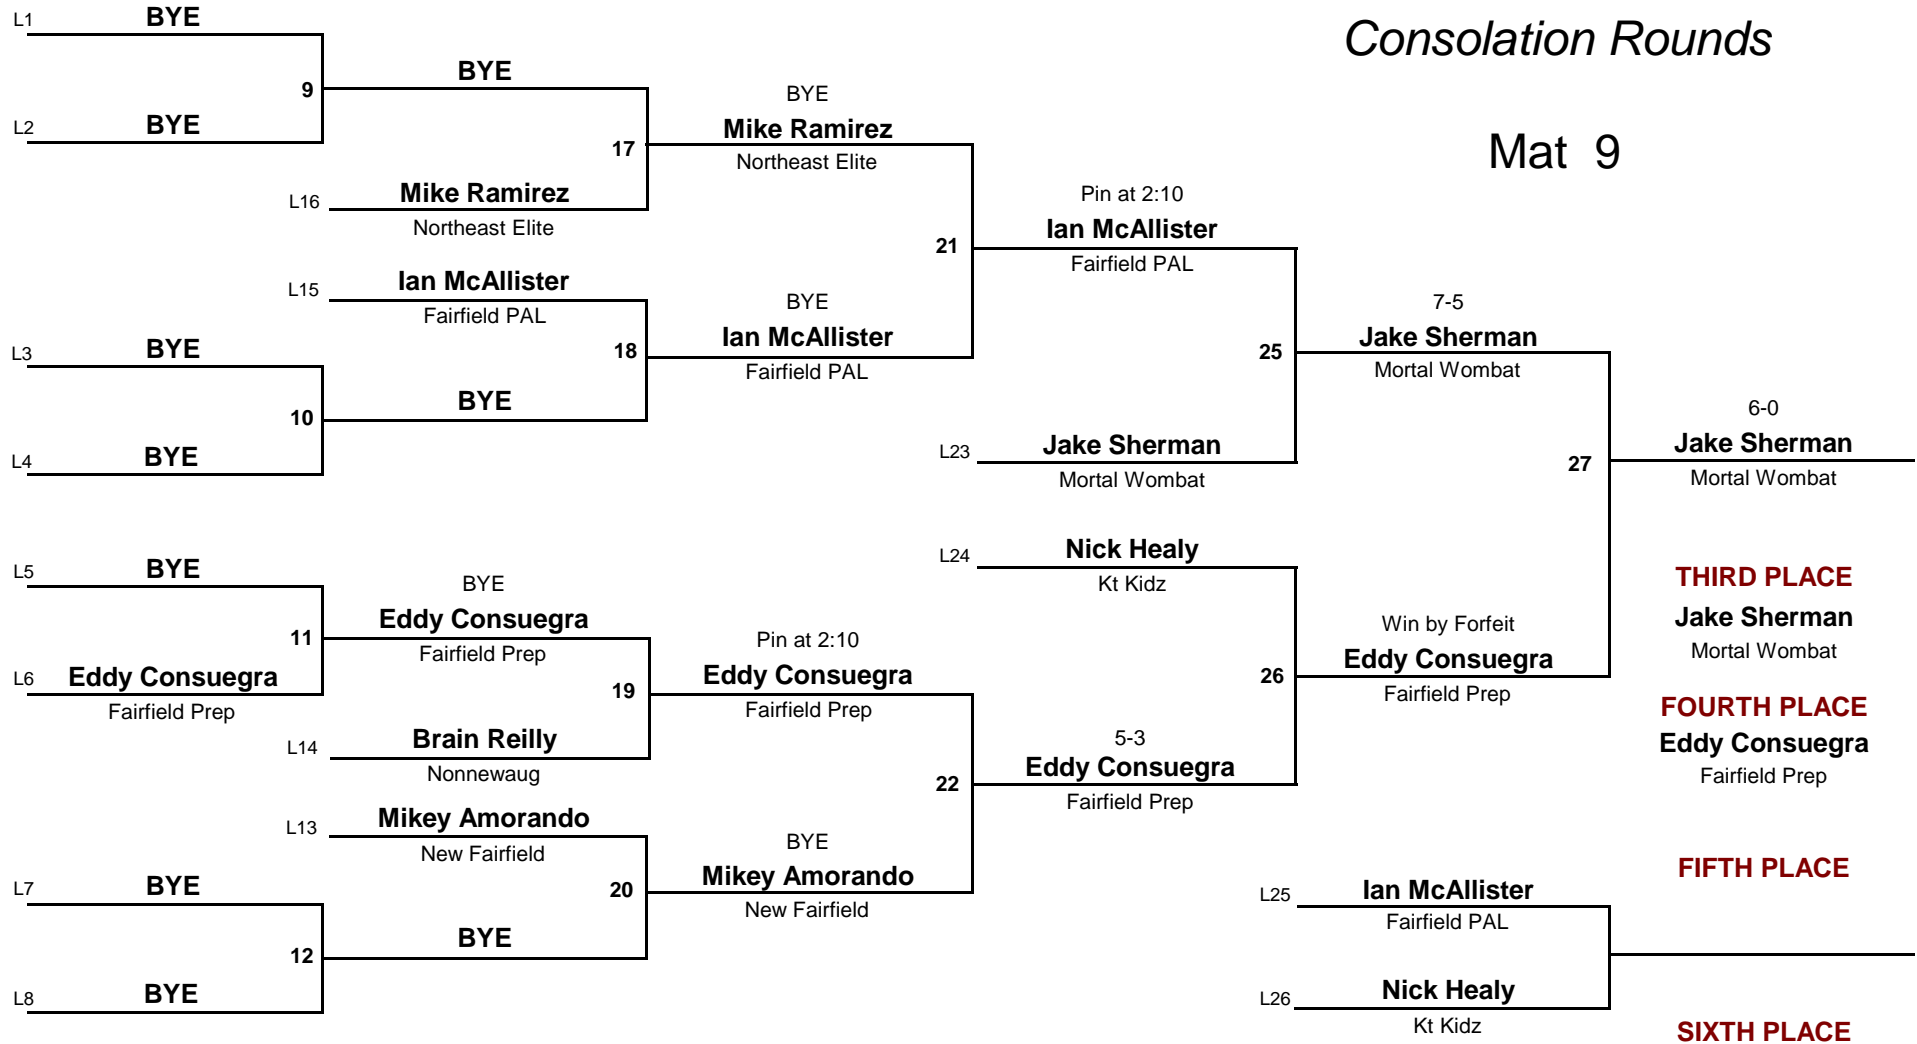 Consolation Rounds
Mat 9
L1 BYE
9
L2 BYE
BYE
17
L16 Mike Ramirez
Northeast Elite
BYE
Mike Ramirez
Northeast Elite
L15 Ian McAllister
Fairfield PAL
18
L3 BYE
10
L4 BYE
BYE
BYE
Ian McAllister
Fairfield PAL
21
Pin at 2:10
Ian McAllister
Fairfield PAL
25
L23 Jake Sherman
Mortal Wombat
7-5
Jake Sherman
Mortal Wombat
27
6-0
Jake Sherman
Mortal Wombat
L5 BYE
11
L6 Eddy Consuegra
Fairfield Prep
BYE
Eddy Consuegra
Fairfield Prep
19
L14 Brain Reilly
Nonnewaug
Pin at 2:10
Eddy Consuegra
Fairfield Prep
22
L13 Mikey Amorando
New Fairfield
20
L7 BYE
12
L8 BYE
BYE
BYE
Mikey Amorando
New Fairfield
L24 Nick Healy
Kt Kidz
26
5-3
Eddy Consuegra
Fairfield Prep
Win by Forfeit
Eddy Consuegra
Fairfield Prep
THIRD PLACE
Jake Sherman
Mortal Wombat
FOURTH PLACE
Eddy Consuegra
Fairfield Prep
L25 Ian McAllister
Fairfield PAL
L26 Nick Healy
Kt Kidz
FIFTH PLACE
SIXTH PLACE